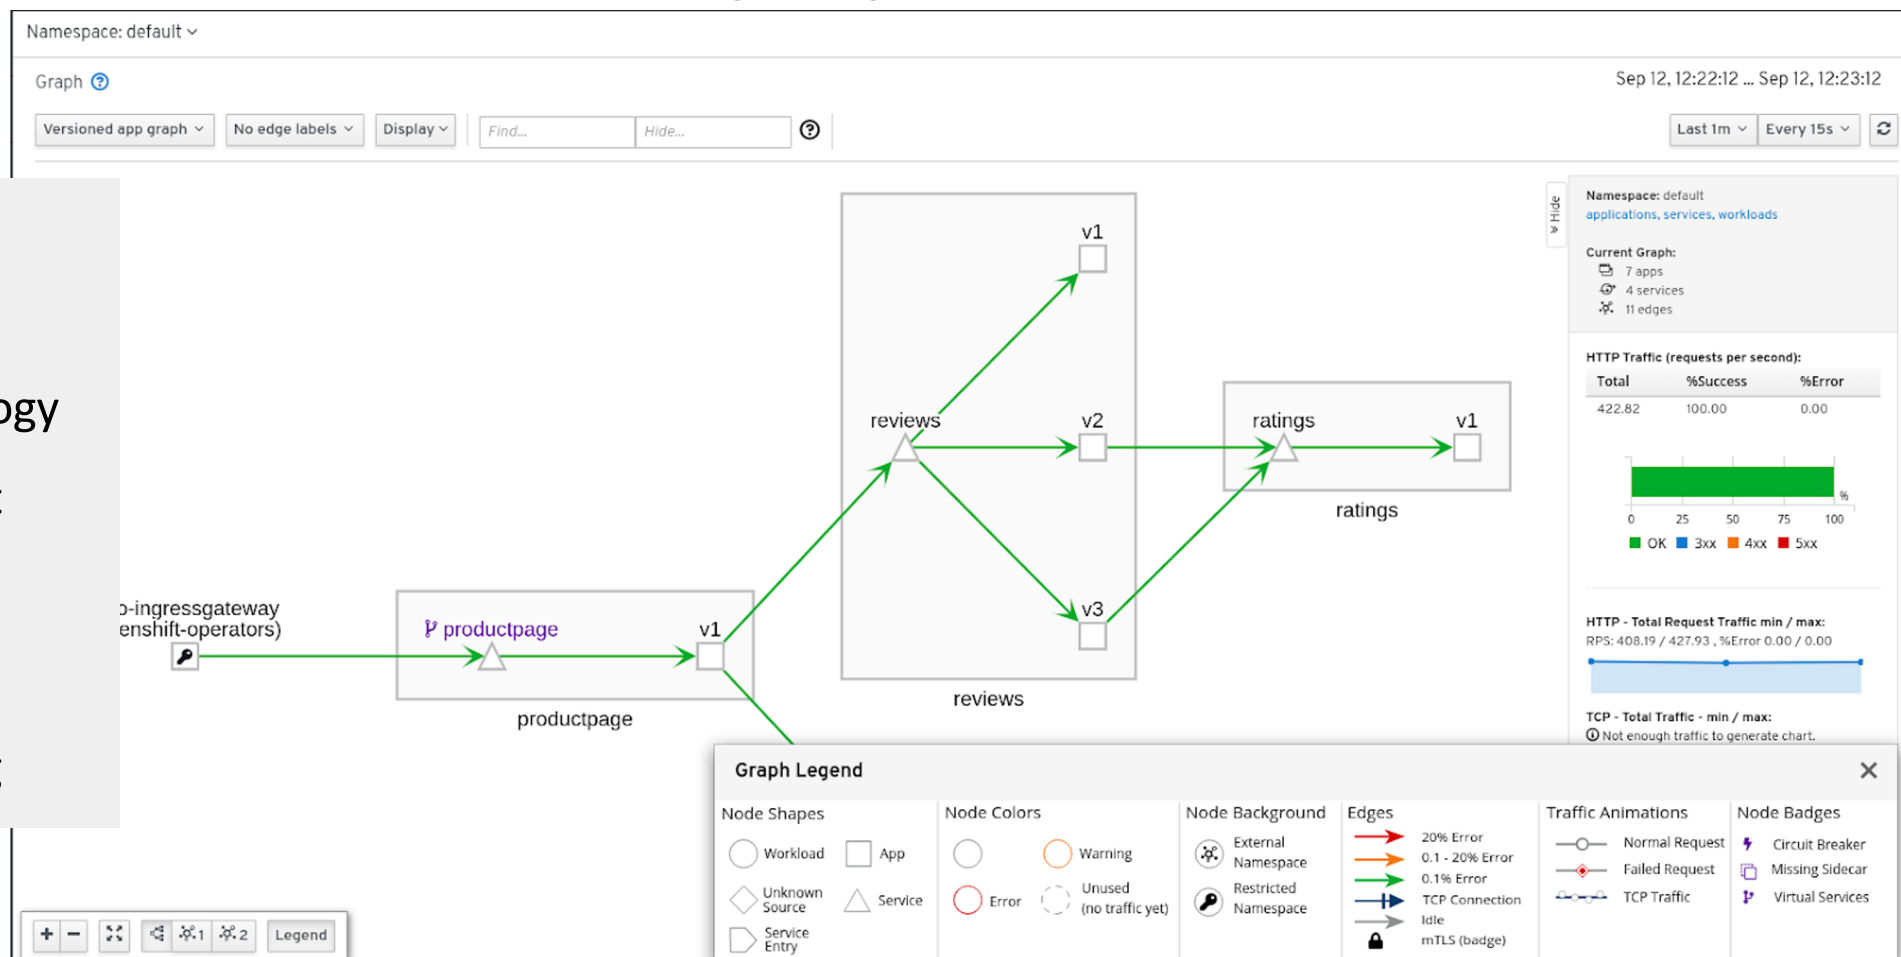 Namespace: default
Graph
Sep 12, 12:22:12 ... Sep 12, 12:23:12
Versioned app graph
No edge labels
Display
Find...
Hide...
Last 1m
Every 15s
Hide
Namespace: default
applications, services, workloads
Current Graph:
7 apps
4 services
11 edges
HTTP Traffic (requests per second):
Total %Success %Error
422.82 100.00 0.00
%
0 25 50 75 100
OK 3xx 4xx 5xx
HTTP - Total Request Traffic min / max:
RPS: 408.19 / 427.93 , %Error 0.00 / 0.00
TCP - Total Traffic - min / max:
Not enough traffic to generate chart.
ogy
o-ingressgateway
enshift-operators)
productpage
v1
productpage
reviews
v1
v2
v3
reviews
ratings
v1
ratings
Graph Legend
Node Shapes
Workload
App
Unknown
Source
Service
Service
Entry
Node Colors
Warning
Error
Unused
(no traffic yet)
Node Background
External
Namespace
Restricted
Namespace
Edges
20% Error
0.1 - 20% Error
0.1% Error
TCP Connection
Idle
mTLS (badge)
Traffic Animations
Normal Request
Failed Request
TCP Traffic
Node Badges
Circuit Breaker
Missing Sidecar
Virtual Services
1
2
Legend